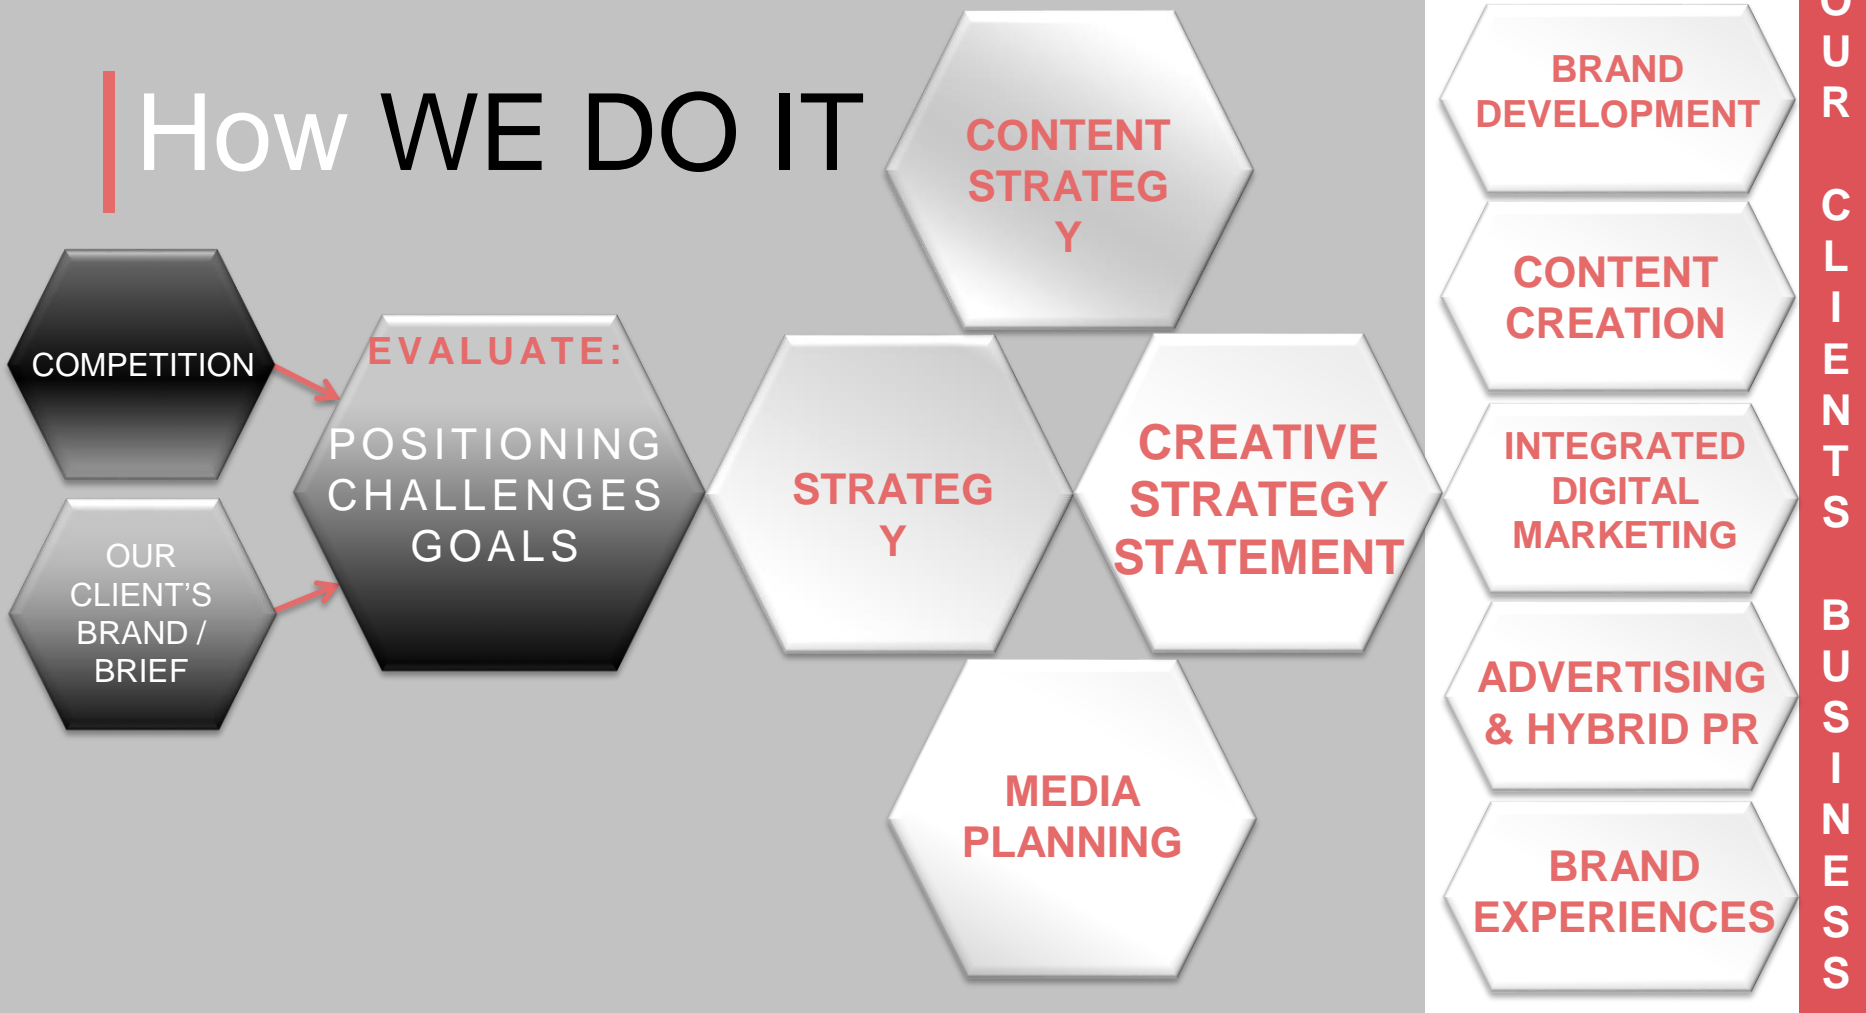 How WE DO IT
COMPETITION
OUR
CLIENT'S
BRAND /
BRIEF
EVALUATE:
POSITIONING
CHALLENGES
GOALS
STRATEG
Y
CONTENT
STRATEG
Y
CREATIVE
STRATEGY
STATEMENT
MEDIA
PLANNING
BRAND
DEVELOPMENT
CONTENT
CREATION
INTEGRATED
DIGITAL
MARKETING
ADVERTISING
& HYBRID PR
BRAND
EXPERIENCES
OUR CLIENTS BUSINESS